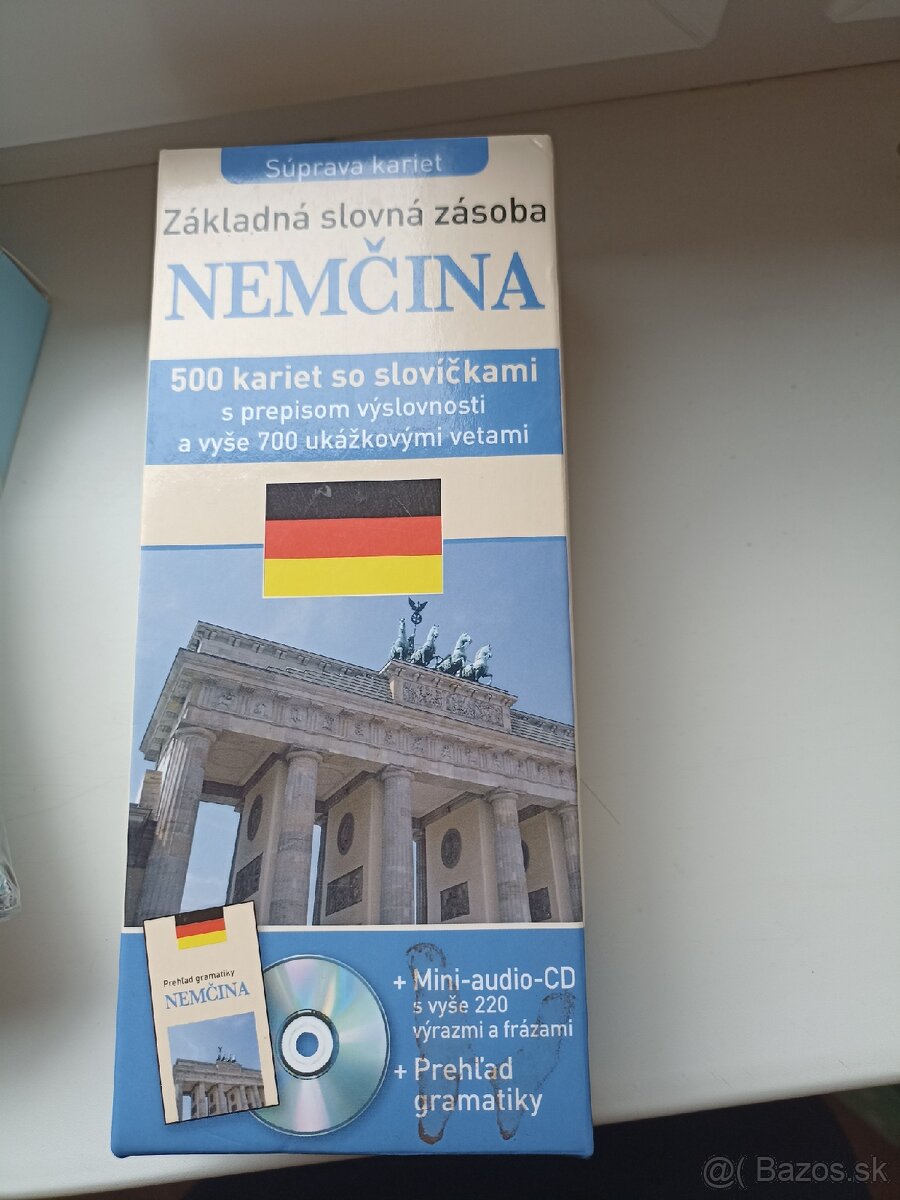 Súprava kariet
Základná slovná zásoba
NEMČINA
500 kariet so slovíčkami
s prepisom výslovnosti
a vyše 700 ukážkovými vetami
Prehľad gramatiky
NEMČINA
+ Mini-audio-CD
s vyše 220
výrazmi a frázami
+ Prehľad
gramatiky
@( Bazos.sk